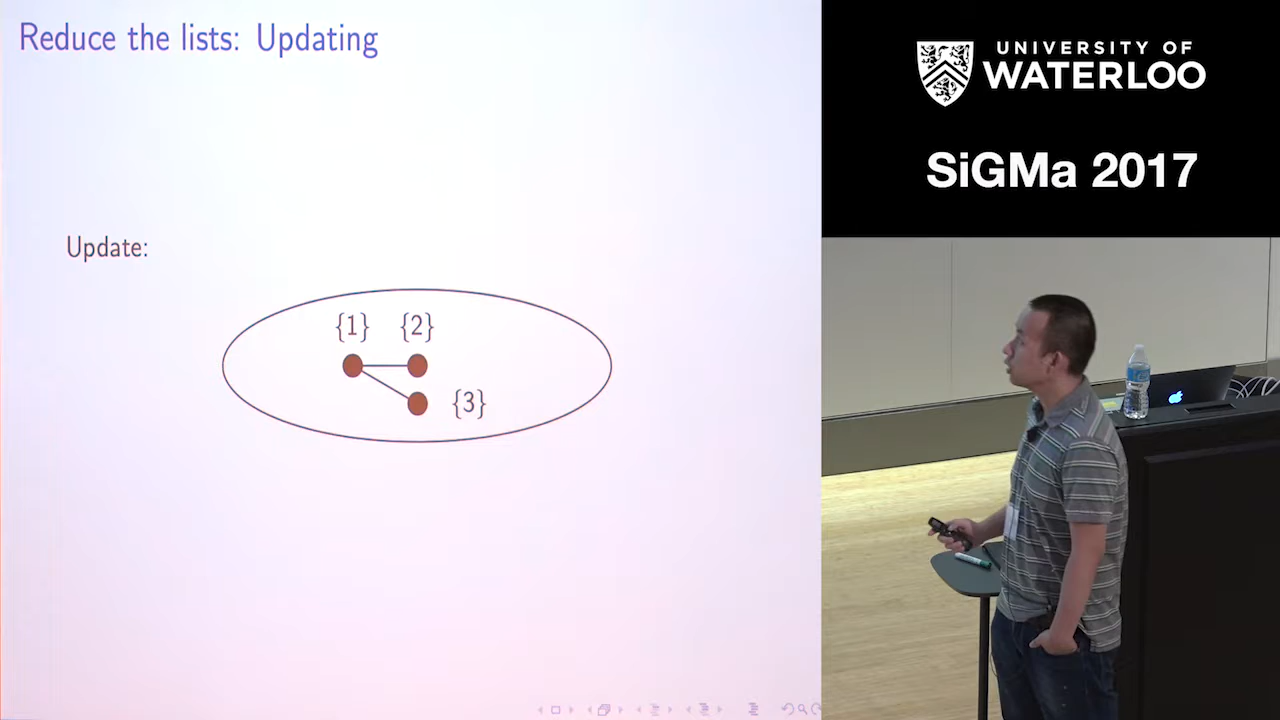 Reduce the lists: Updating
Update:
{1} {2}
{3}
UNIVERSITY OF
WATERLOO
SiGMa 2017